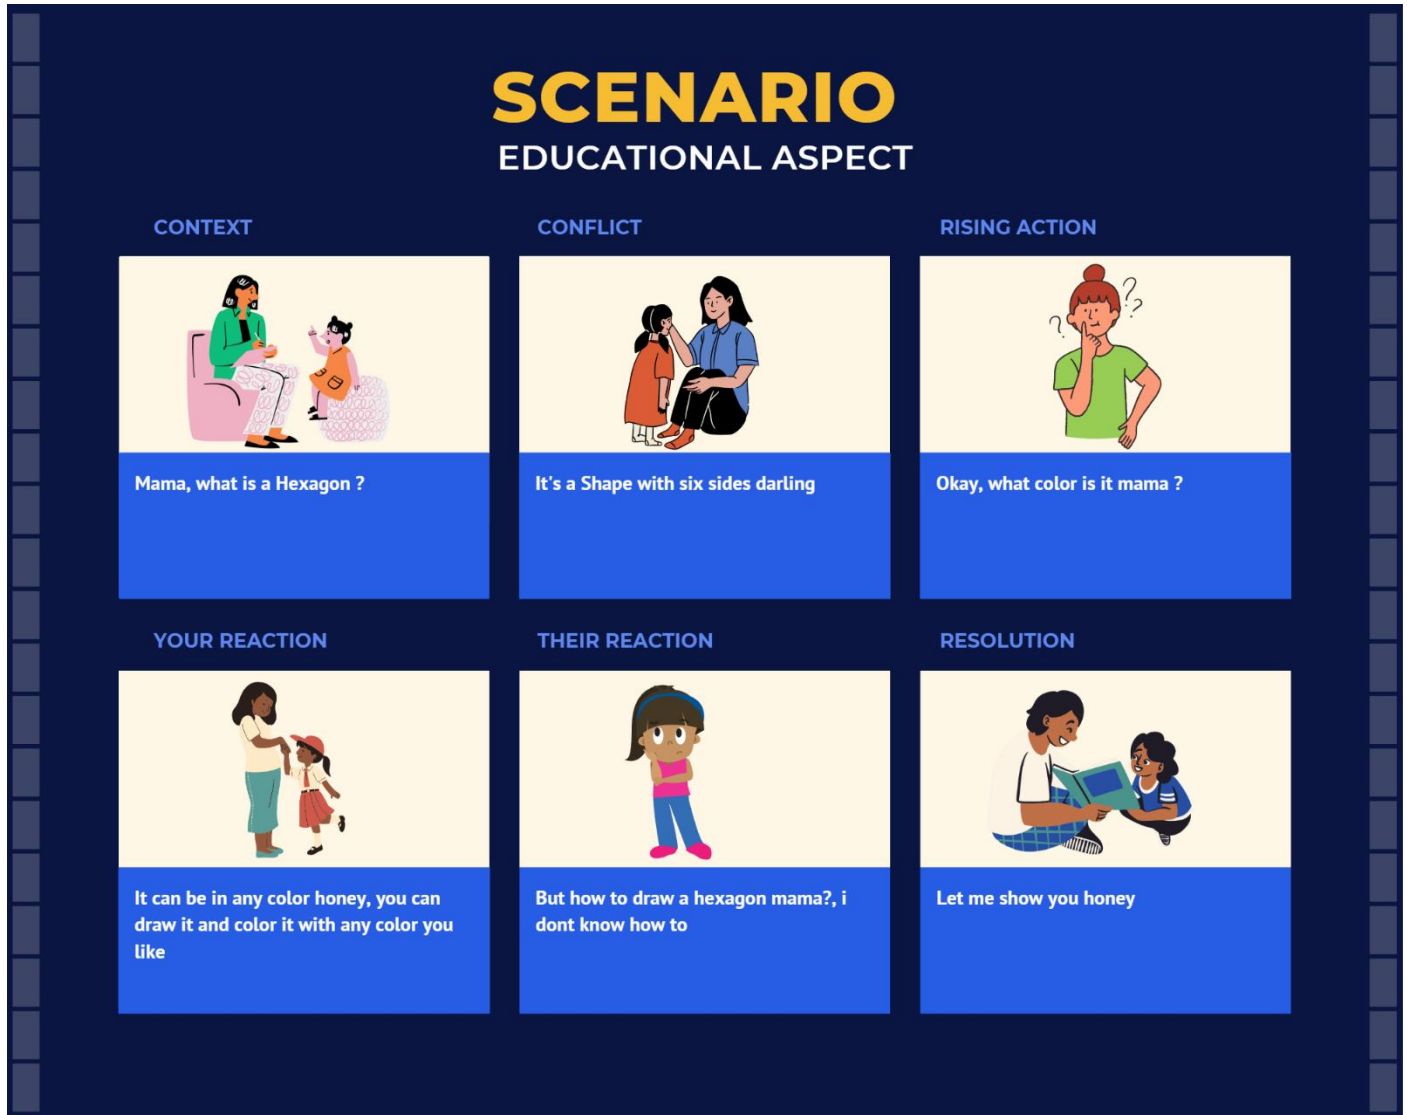 SCENARIO
EDUCATIONAL ASPECT
CONTEXT
CONFLICT
RISING ACTION
Mama, what is a Hexagon ?
It's a Shape with six sides darling
Okay, what color is it mama ?
YOUR REACTION
THEIR REACTION
RESOLUTION
It can be in any color honey, you can
draw it and color it with any color you
like
But how to draw a hexagon mama?, i
dont know how to
Let me show you honey